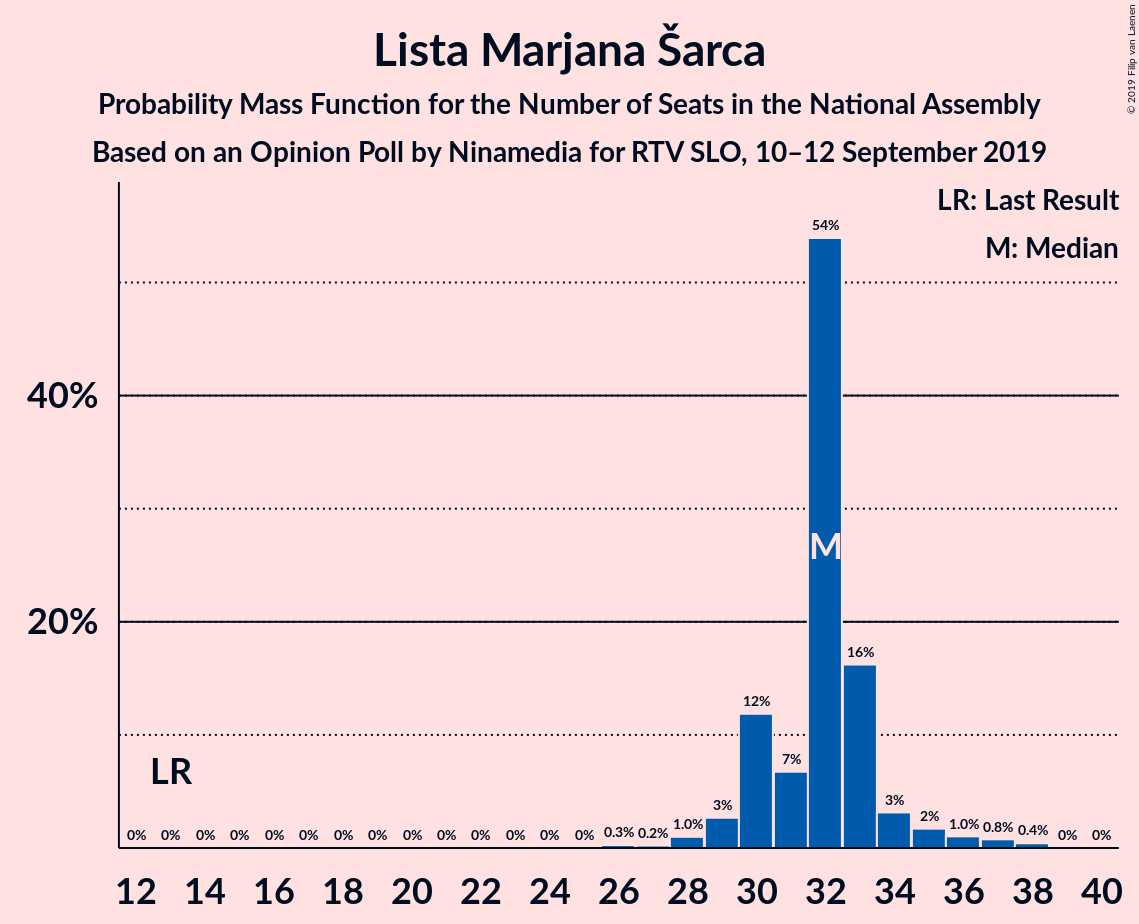 Lista Marjana Šarca
Probability Mass Function for the Number of Seats in the National Assembly
Based on an Opinion Poll by Ninamedia for RTV SLO, 10–12 September 2019
© 2019 Filip van Laenen
LR: Last Result
M: Median
54%
40%
M
20%
16%
12%
7%
LR
3%
3%
2%
0% 0% 0% 0% 0% 0% 0% 0% 0% 0% 0% 0% 0% 0% 0.3% 0.2% 1.0% 1.0% 0.8% 0.4% 0% 0%
12 14 16 18 20 22 24 26 28 30 32 34 36 38 40